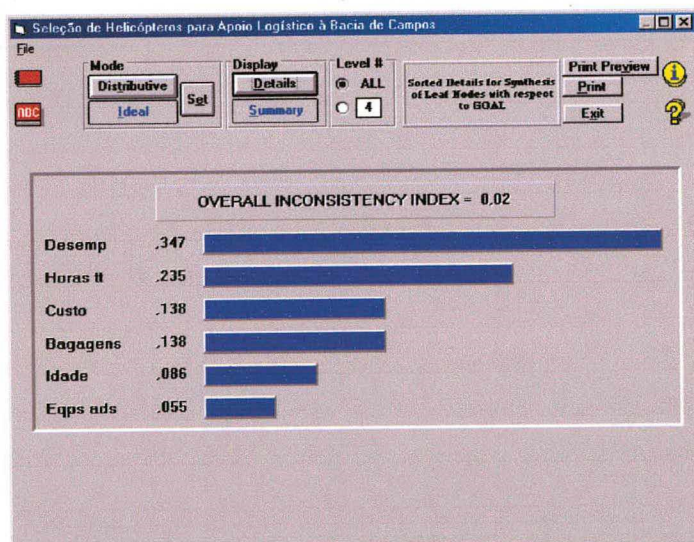 Seleção de Helicópteros para Apoio Logístico à Bacia de Campos
File
Mode
Distributive
Ideal
Set
Display
Details
Summary
Level #
ALL
4
Sorted Details for Synthesis
of Leaf Nodes with respect
to GOAL
Print Preview
Print
Exit
ABC
OVERALL INCONSISTENCY INDEX = 0,02
Desemp ,347
Horas tt ,235
Custo ,138
Bagagens ,138
Idade ,086
Eqps ads ,055